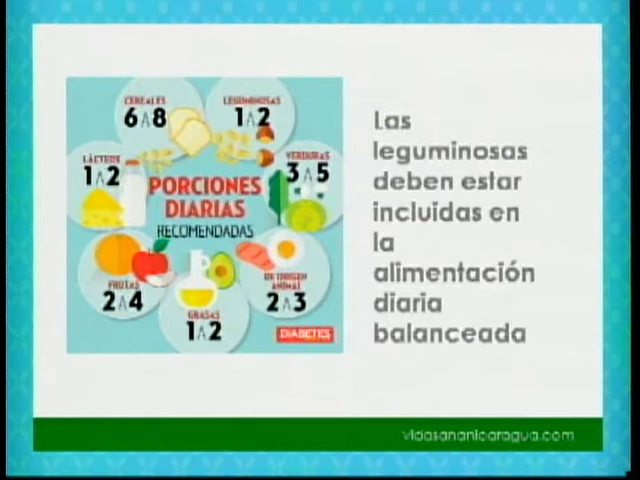 CEREALES
6 A 8
LEGUMINOSAS
1 A 2
LÁCTEOS
1 A 2
VERDURAS
3 A 5
PORCIONES
DIARIAS
RECOMENDADAS
FRUTAS
2 A 4
DE ORIGEN
ANIMAL
2 A 3
GRASAS
1 A 2
DIABETES
Las
leguminosas
deben estar
incluidas en
la
alimentación
diaria
balanceada
vidasananicaragua.com